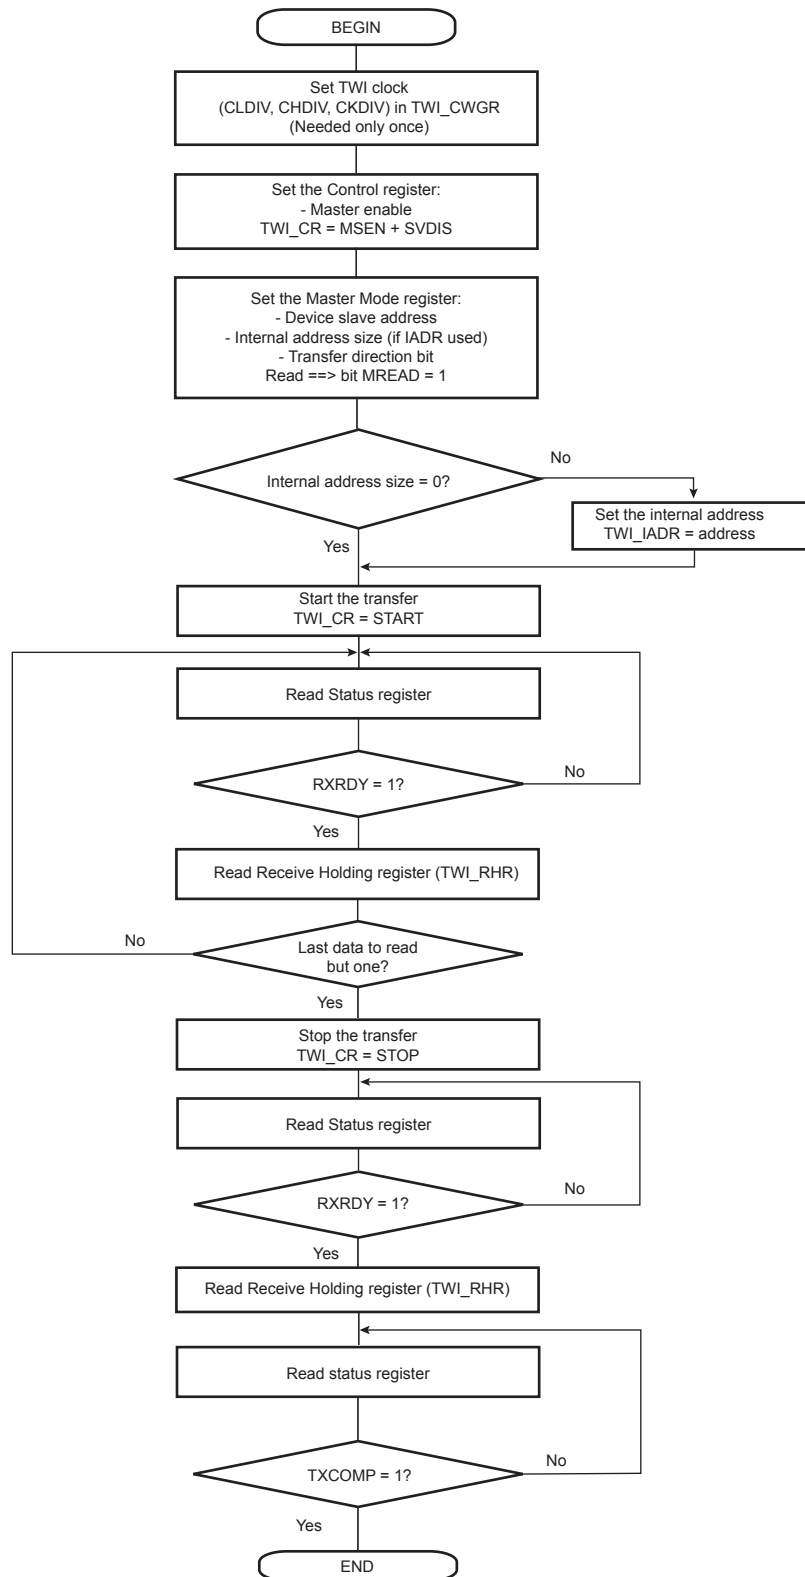 BEGIN
Set TWI clock
(CLDIV, CHDIV, CKDIV) in TWI_CWGR
(Needed only once)
Set the Control register:
- Master enable
TWI_CR = MSEN + SVDIS
Set the Master Mode register:
- Device slave address
- Internal address size (if IADR used)
- Transfer direction bit
Read ==> bit MREAD = 1
Internal address size = 0?
No
Set the internal address
TWI_IADR = address
Yes
Start the transfer
TWI_CR = START
Read Status register
RXRDY = 1?
No
Yes
Read Receive Holding register (TWI_RHR)
No
Last data to read
but one?
Yes
Stop the transfer
TWI_CR = STOP
Read Status register
RXRDY = 1?
No
Yes
Read Receive Holding register (TWI_RHR)
Read status register
TXCOMP = 1?
No
Yes
END